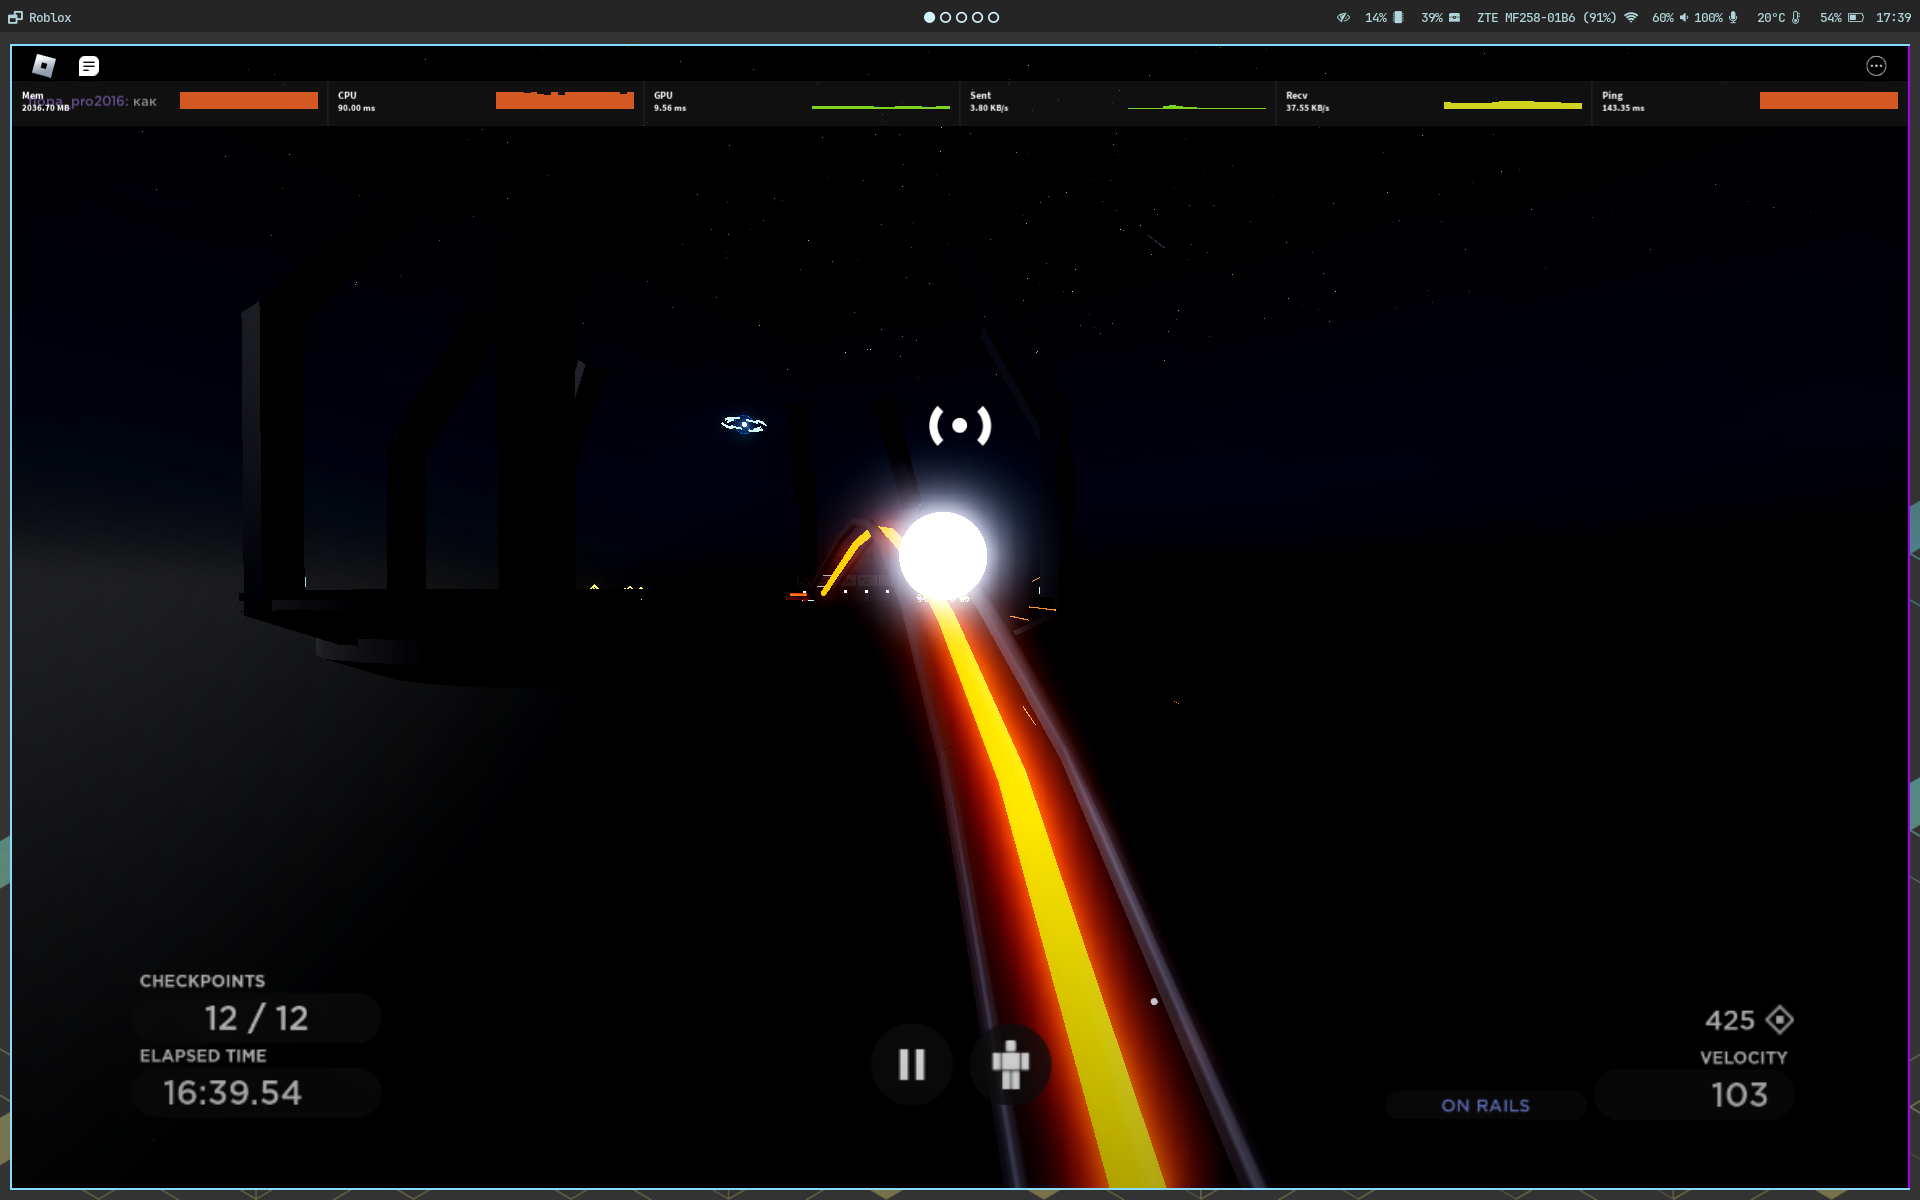 Roblox
14%
39%
ZTE MF258-01B6 (91%)
60%
100%
20°C
54%
17:39
Mem
2036.70 MB
_pro2016: как
CPU
90.00 ms
GPU
9.56 ms
Sent
3.80 KB/s
Recv
37.55 KB/s
Ping
143.35 ms
CHECKPOINTS
12 / 12
ELAPSED TIME
16:39.54
425
VELOCITY
103
ON RAILS